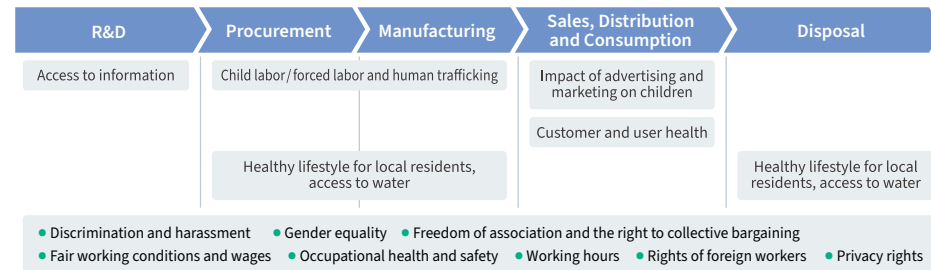 R&D
Procurement
Manufacturing
Sales, Distribution
and Consumption
Disposal
Access to information
Child labor/forced labor and human trafficking
Impact of advertising and
marketing on children
Customer and user health
Healthy lifestyle for local residents,
access to water
Healthy lifestyle for local
residents, access to water
● Discrimination and harassment ● Gender equality ● Freedom of association and the right to collective bargaining
● Fair working conditions and wages ● Occupational health and safety ● Working hours ● Rights of foreign workers ● Privacy rights